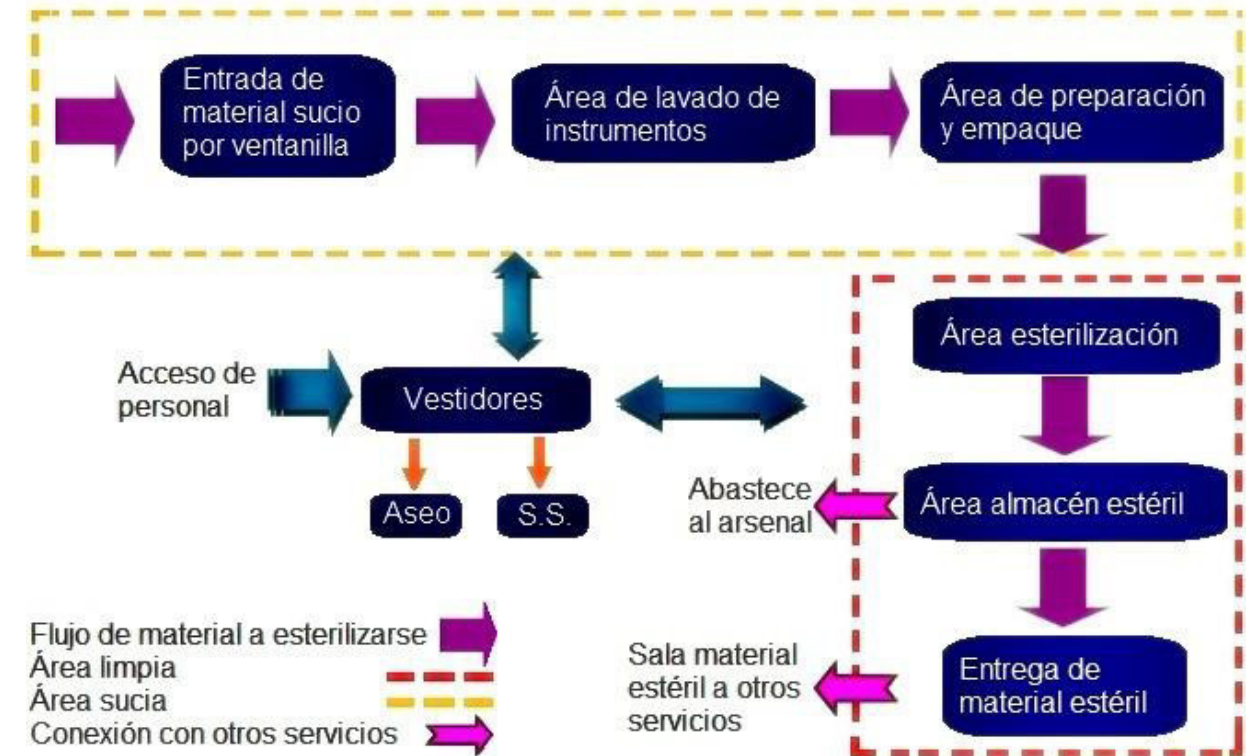 Entrada de
material sucio
por ventanilla
Área de lavado de
instrumentos
Área de preparación
y empaque
Área esterilización
Acceso de
personal
Vestidores
Aseo
S.S.
Abastece
al arsenal
Área almacén estéril
Flujo de material a esterilizarse
Área limpia
Área sucia
Conexión con otros servicios
Sala material
estéril a otros
servicios
Entrega de
material estéril